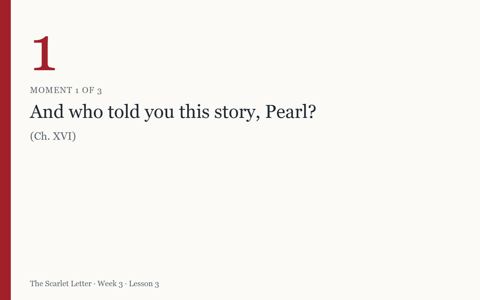 1
MOMENT 1 OF 3
And who told you this story, Pearl?
(Ch. XVI)
The Scarlet Letter · Week 3 · Lesson 3